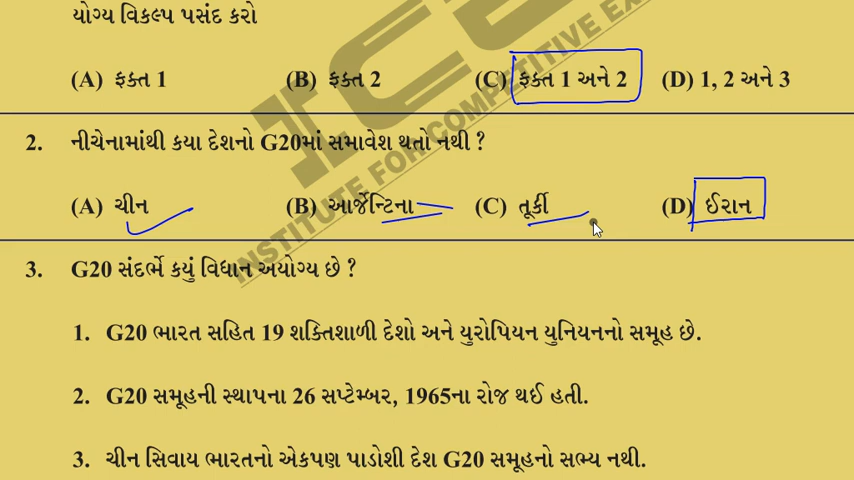 યોગ્ય વિકલ્પ પસંદ કરો
(A) ફક્ત 1 (B) ફક્ત 2 (C) ફક્ત 1 અને 2 (D) 1, 2 અને 3
2. નીચેનામાંથી કયા દેશનો G20માં સમાવેશ થતો નથી ?
(A) ચીન (B) આર્જેન્ટિના (C) તૂર્કી (D) ઈરાન
3. G20 સંદર્ભે કયું વિધાન અયોગ્ય છે ?
1. G20 ભારત સહિત 19 શક્તિશાળી દેશો અને યુરોપિયન યુનિયનનો સમૂહ છે.
2. G20 સમૂહની સ્થાપના 26 સપ્ટેમ્બર, 1965ના રોજ થઈ હતી.
3. ચીન સિવાય ભારતનો એકપણ પાડોશી દેશ G20 સમૂહનો સભ્ય નથી.
INSTITUTE FOR COMPETITIVE